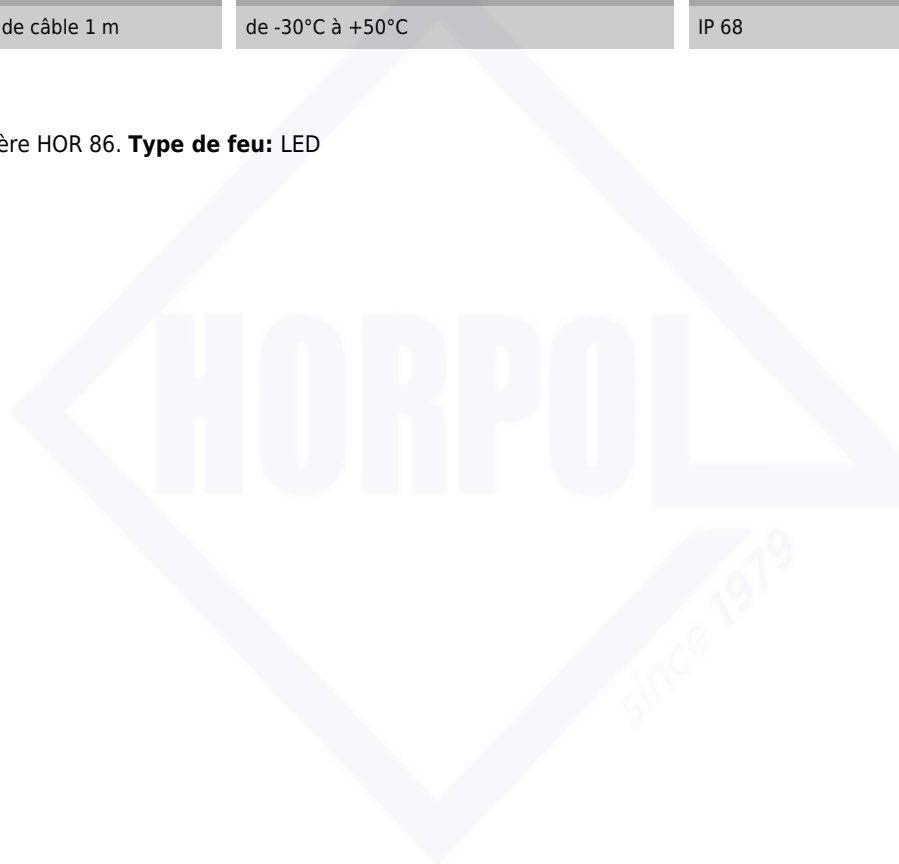 de câble 1 m
de -30°C à +50°C
IP 68
ère HOR 86. Type de feu: LED
HORPOL
since 1979